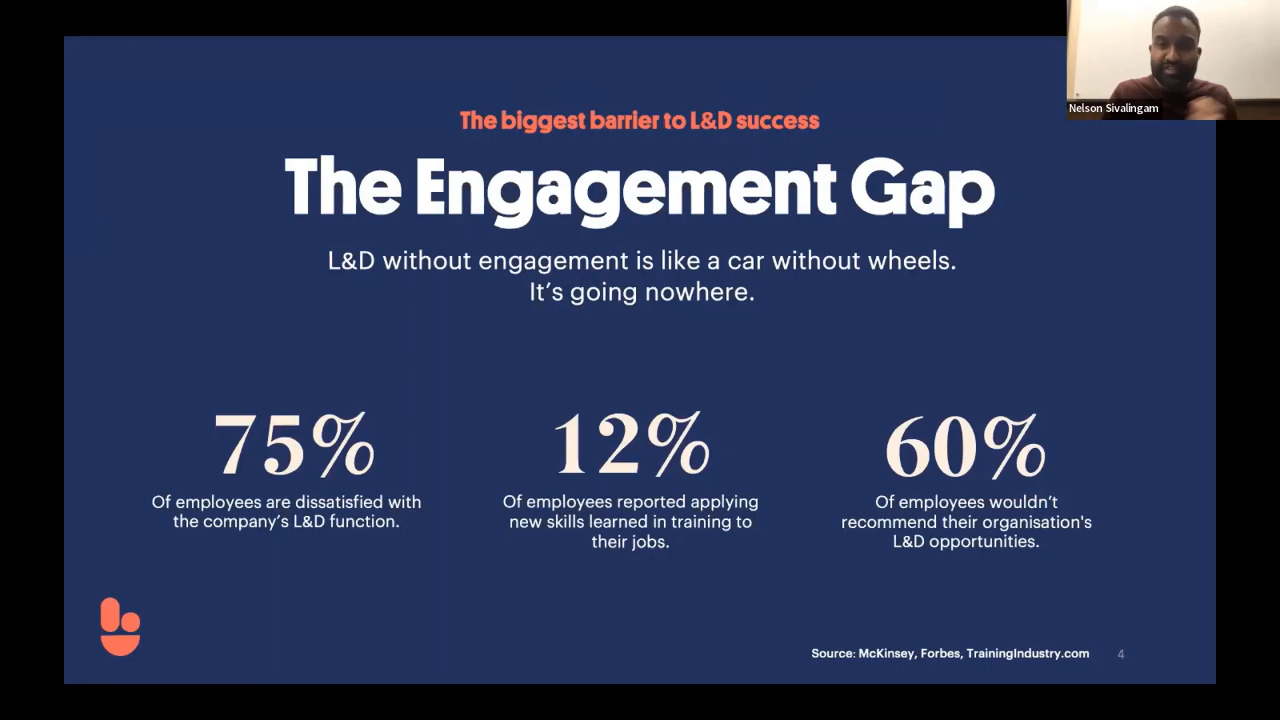 Nelson Sivalingam
The biggest barrier to L&D success
The Engagement Gap
L&D without engagement is like a car without wheels.
It’s going nowhere.
75%
Of employees are dissatisfied with
the company’s L&D function.
12%
Of employees reported applying
new skills learned in training to
their jobs.
60%
Of employees wouldn’t
recommend their organisation's
L&D opportunities.
Source: McKinsey, Forbes, TrainingIndustry.com
4